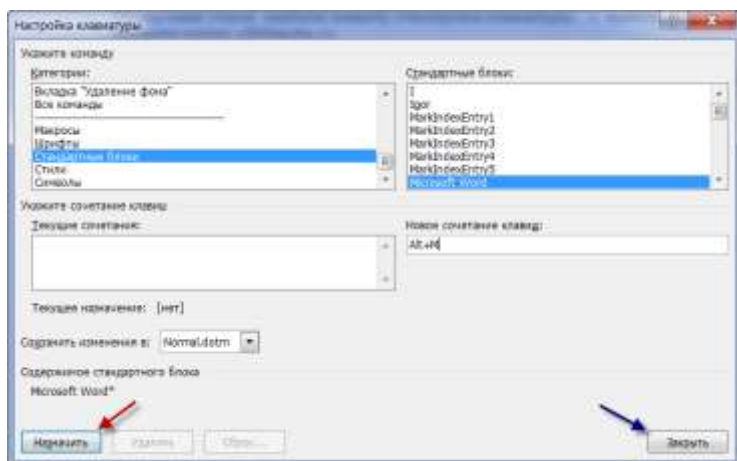 Настройка клавиатуры
Укажите команду
Категории:
Вкладка "Удаление фона"
Все команды
Макросы
Шрифты
Стандартные блоки
Стили
Символы
Стандартные блоки:
I
Igor
MarkIndexEntry1
MarkIndexEntry2
MarkIndexEntry3
MarkIndexEntry4
MarkIndexEntry5
Microsoft Word
Укажите сочетание клавиш
Текущие сочетания:
Новое сочетание клавиш:
Alt+M
Текущее назначение: [нет]
Сохранить изменения в: Normal.dotm
Содержимое стандартного блока
Microsoft Word"
Назначить
Удалить
Сброс...
Закрыть